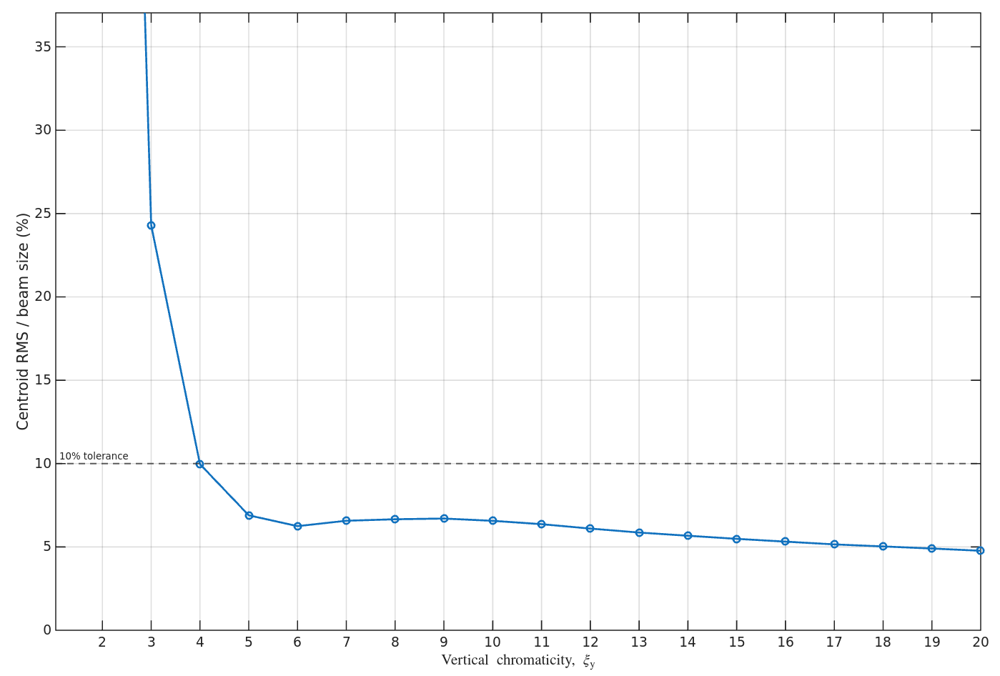 35
30
25
20
15
10
5
0
Centroid RMS / beam size (%)
10% tolerance
2 3 4 5 6 7 8 9 10 11 12 13 14 15 16 17 18 19 20
Vertical chromaticity, ξy